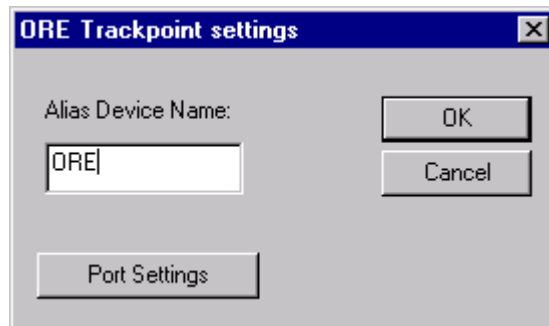 ORE Trackpoint settings
Alias Device Name:
OK
ORE
Cancel
Port Settings